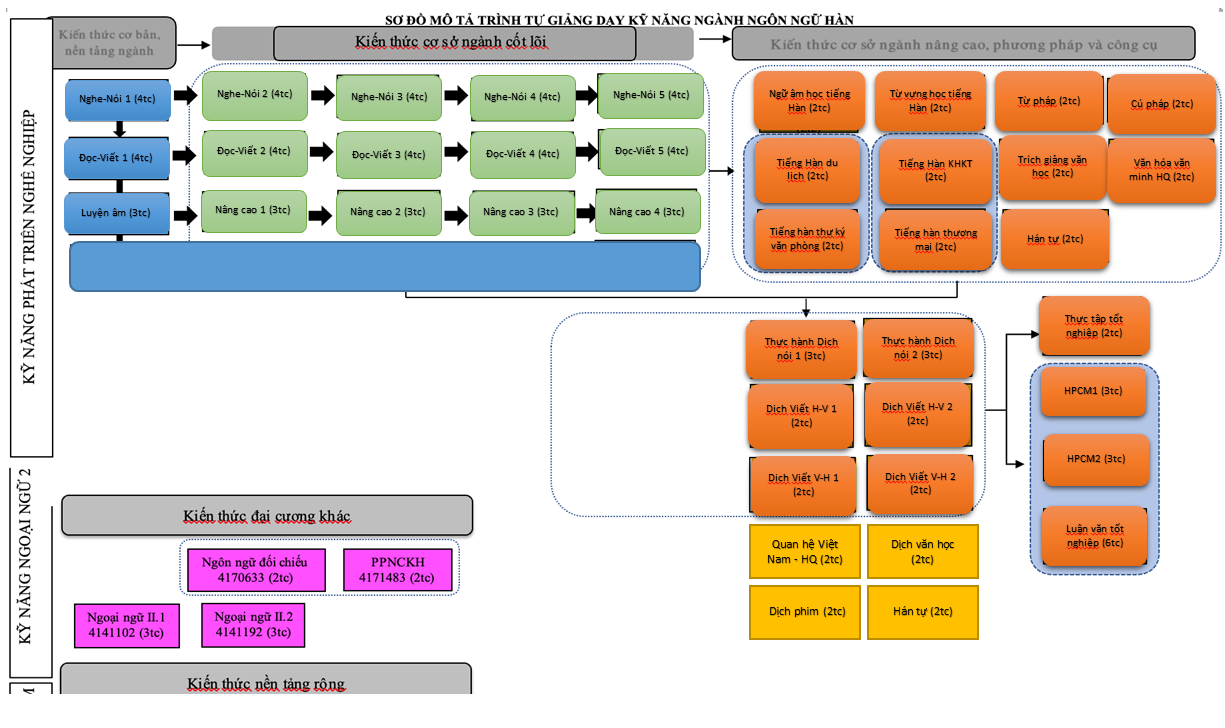 SƠ ĐỒ MÔ TẢ TRÌNH TỰ GIẢNG DẠY KỸ NĂNG NGÀNH NGÔN NGỮ HÀN
KỸ NĂNG PHÁT TRIỂN NGHỀ NGHIỆP
Kiến thức cơ bản,
nền tảng ngành
Kiến thức cơ sở ngành cốt lõi
Kiến thức cơ sở ngành nâng cao, phương pháp và công cụ
Nghe-Nói 1 (4tc)
Nghe-Nói 2 (4tc)
Nghe-Nói 3 (4tc)
Nghe-Nói 4 (4tc)
Nghe-Nói 5 (4tc)
Đọc-Viết 1 (4tc)
Đọc-Viết 2 (4tc)
Đọc-Viết 3 (4tc)
Đọc-Viết 4 (4tc)
Đọc-Viết 5 (4tc)
Luyện âm (3tc)
Nâng cao 1 (3tc)
Nâng cao 2 (3tc)
Nâng cao 3 (3tc)
Nâng cao 4 (3tc)
Ngữ âm học tiếng
Hàn (2tc)
Từ vựng học tiếng
Hàn (2tc)
Từ pháp (2tc)
Cú pháp (2tc)
Tiếng Hàn du
lịch (2tc)
Tiếng Hàn KHKT
(2tc)
Trích giảng văn
học (2tc)
Văn hóa văn
minh HQ (2tc)
Tiếng hàn thư ký
văn phòng (2tc)
Tiếng hàn thương
mại (2tc)
Hán tự (2tc)
Thực hành Dịch
nói 1 (3tc)
Thực hành Dịch
nói 2 (3tc)
Dịch Viết H-V 1
(2tc)
Dịch Viết H-V 2
(2tc)
Dịch Viết V-H 1
(2tc)
Dịch Viết V-H 2
(2tc)
Quan hệ Việt
Nam - HQ (2tc)
Dịch văn học
(2tc)
Dịch phim (2tc)
Hán tự (2tc)
Thực tập tốt
nghiệp (2tc)
HPCM1 (3tc)
HPCM2 (3tc)
Luận văn tốt
nghiệp (6tc)
KỸ NĂNG NGOẠI NGỮ 2
Kiến thức đại cương khác
Ngôn ngữ đối chiếu
4170633 (2tc)
PPNCKH
4171483 (2tc)
Ngoại ngữ II.1
4141102 (3tc)
Ngoại ngữ II.2
4141192 (3tc)
Kiến thức nền tảng rộng